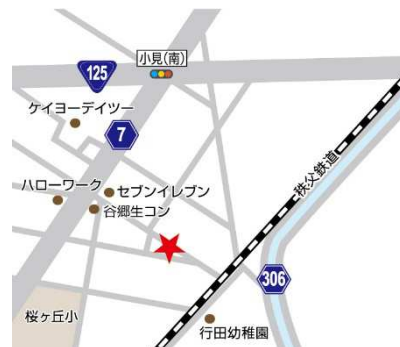 小見(南)
125
ケイヨーデイツー
7
秩父鉄道
ハローワーク
セブンイレブン
谷郷生コン
306
桜ヶ丘小
行田幼稚園